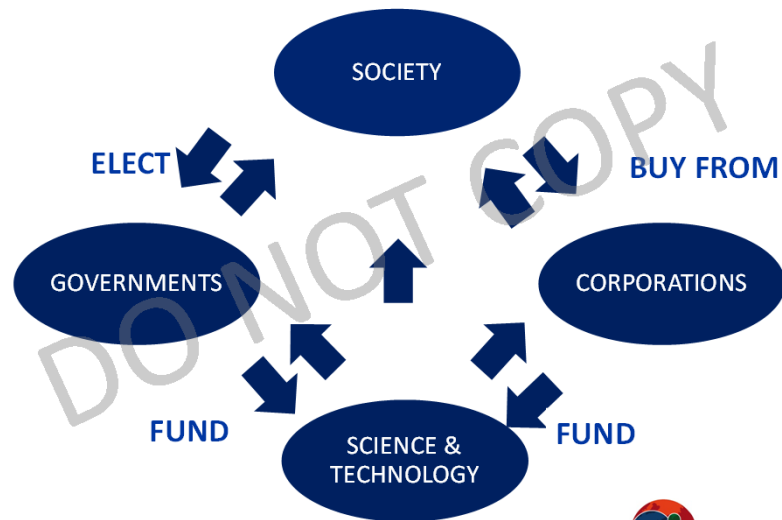 SOCIETY
ELECT
BUY FROM
GOVERNMENTS
CORPORATIONS
FUND
SCIENCE &
TECHNOLOGY
FUND
DO NOT COPY